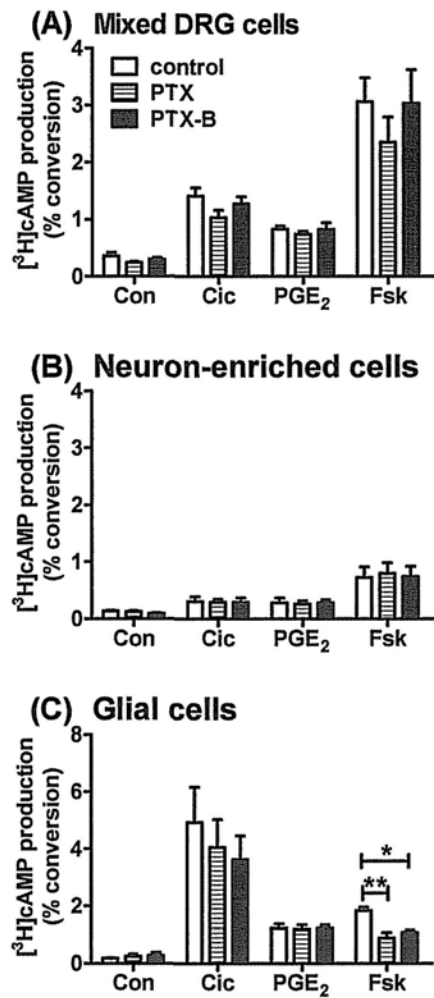 (A) Mixed DRG cells
[³H]cAMP production
(% conversion)
4
3
2
1
0
control
PTX
PTX-B
Con Cic PGE₂ Fsk
(B) Neuron-enriched cells
[³H]cAMP production
(% conversion)
4
3
2
1
0
Con Cic PGE₂ Fsk
(C) Glial cells
[³H]cAMP production
(% conversion)
8
6
4
2
0
*
**
Con Cic PGE₂ Fsk